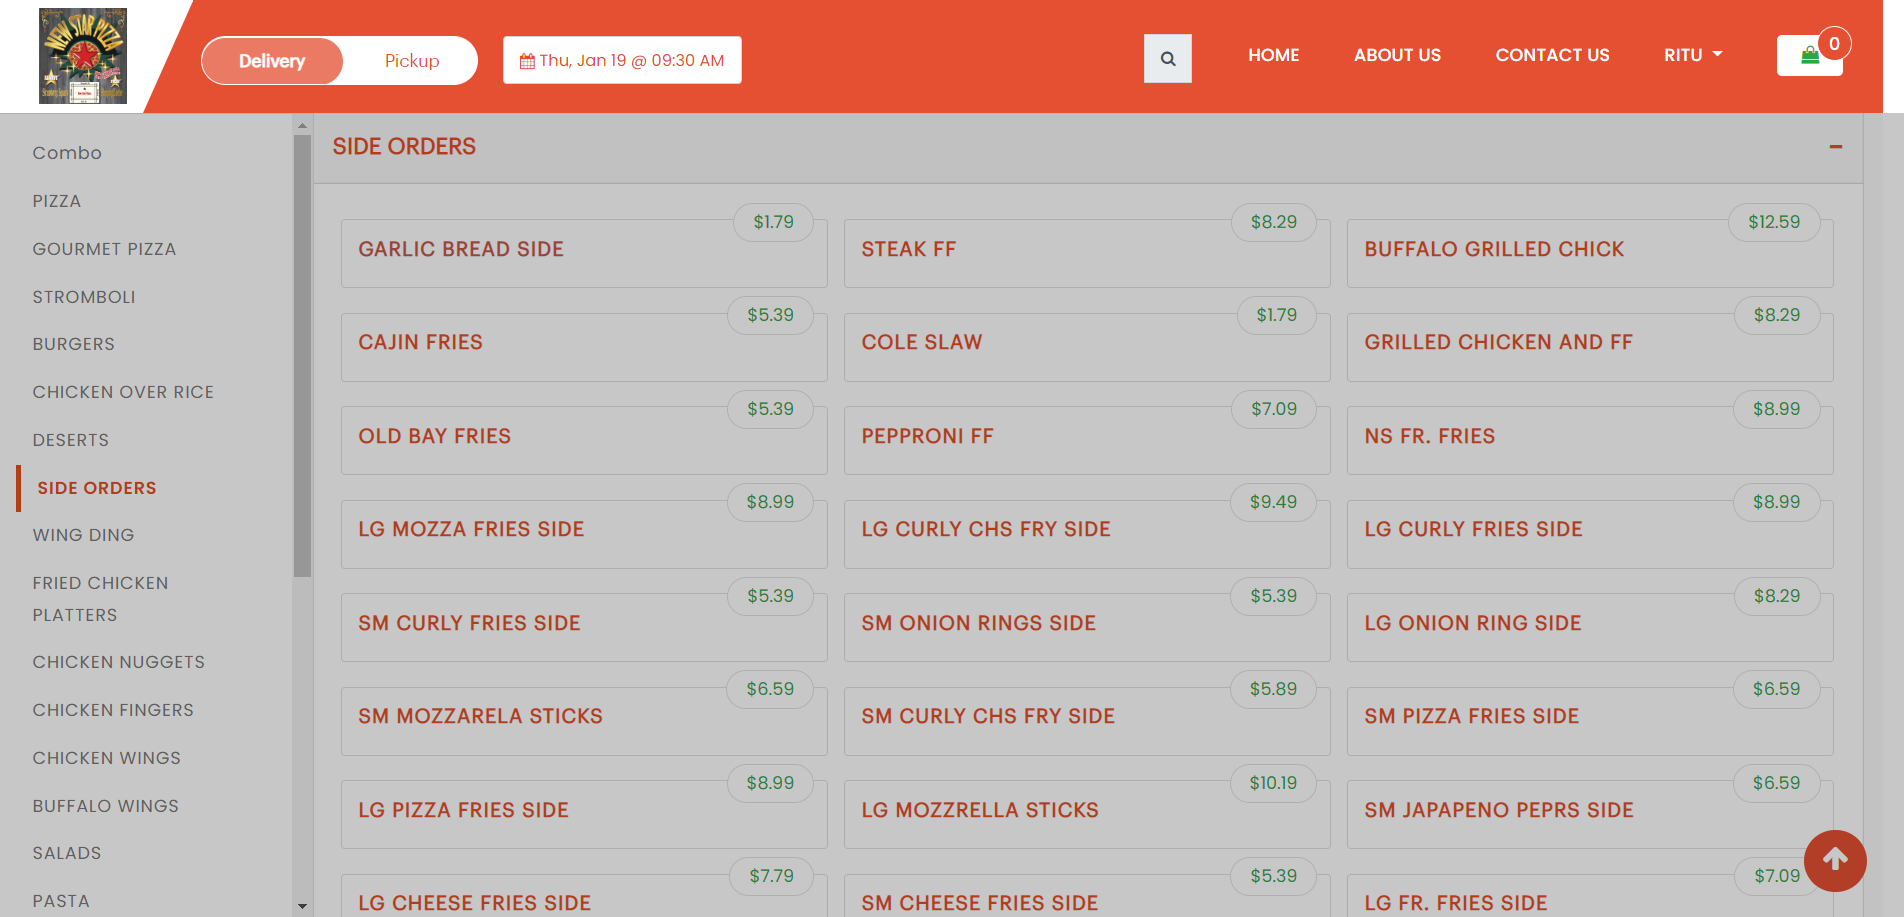 NEW STAR PIZZA
Delivery
Pickup
Thu, Jan 19 @ 09:30 AM
HOME
ABOUT US
CONTACT US
RITU
0
Combo
PIZZA
GOURMET PIZZA
STROMBOLI
BURGERS
CHICKEN OVER RICE
DESERTS
SIDE ORDERS
WING DING
FRIED CHICKEN
PLATTERS
CHICKEN NUGGETS
CHICKEN FINGERS
CHICKEN WINGS
BUFFALO WINGS
SALADS
PASTA
SIDE ORDERS
$1.79
GARLIC BREAD SIDE
$8.29
STEAK FF
$12.59
BUFFALO GRILLED CHICK
$5.39
CAJIN FRIES
$1.79
COLE SLAW
$8.29
GRILLED CHICKEN AND FF
$5.39
OLD BAY FRIES
$7.09
PEPPRONI FF
$8.99
NS FR. FRIES
$8.99
LG MOZZA FRIES SIDE
$9.49
LG CURLY CHS FRY SIDE
$8.99
LG CURLY FRIES SIDE
$5.39
SM CURLY FRIES SIDE
$5.39
SM ONION RINGS SIDE
$8.29
LG ONION RING SIDE
$6.59
SM MOZZARELA STICKS
$5.89
SM CURLY CHS FRY SIDE
$6.59
SM PIZZA FRIES SIDE
$8.99
LG PIZZA FRIES SIDE
$10.19
LG MOZZRELLA STICKS
$6.59
SM JAPAPENO PEPRS SIDE
$7.79
LG CHEESE FRIES SIDE
$5.39
SM CHEESE FRIES SIDE
$7.09
LG FR. FRIES SIDE